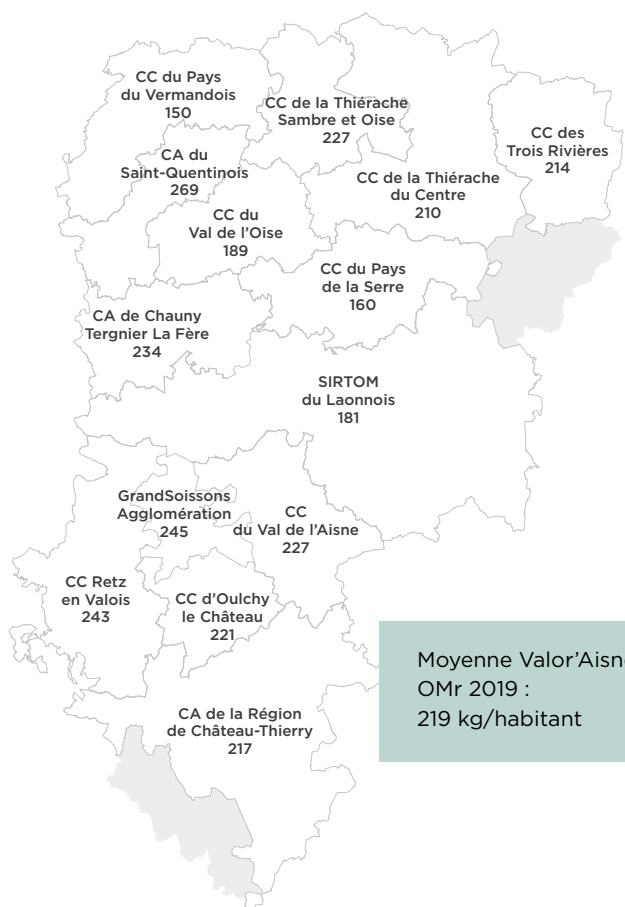 CC du Pays
du Vermandois
150
CC de la Thiérache
Sambre et Oise
227
CC des
Trois Rivières
214
CA du
Saint-Quentinois
269
CC de la Thiérache
du Centre
210
CC du
Val de l'Oise
189
CC du Pays
de la Serre
160
CA de Chauny
Tergnier La Fère
234
SIRTOM
du Laonnois
181
GrandSoissons
Agglomération
245
CC
du Val de l'Aisne
227
CC Retz
en Valois
243
CC d'Oulchy
le Château
221
CA de la Région
de Château-Thierry
217
Moyenne Valor'Aisn
OMr 2019 :
219 kg/habitant